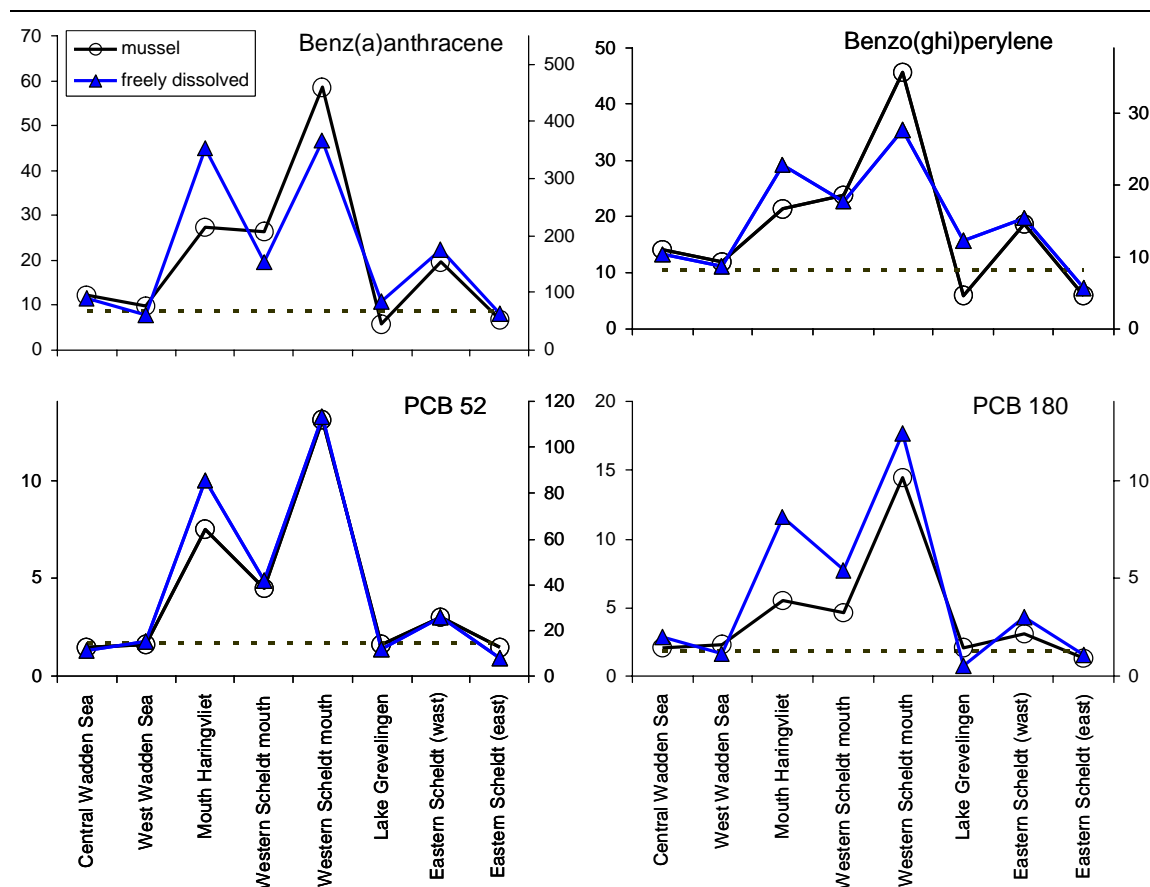 Benz(a)anthracene
mussel
freely dissolved
70
60
50
40
30
20
10
0
500
400
300
200
100
0
Benzo(ghi)perylene
50
40
30
20
10
0
30
20
10
0
PCB 52
10
5
0
120
100
80
60
40
20
0
PCB 180
20
15
10
5
0
10
5
0
Central Wadden Sea
West Wadden Sea
Mouth Haringvliet
Western Scheldt mouth
Western Scheldt mouth
Lake Grevelingen
Eastern Scheldt (wast)
Eastern Scheldt (east)
Central Wadden Sea
West Wadden Sea
Mouth Haringvliet
Western Scheldt mouth
Western Scheldt mouth
Lake Grevelingen
Eastern Scheldt (wast)
Eastern Scheldt (east)